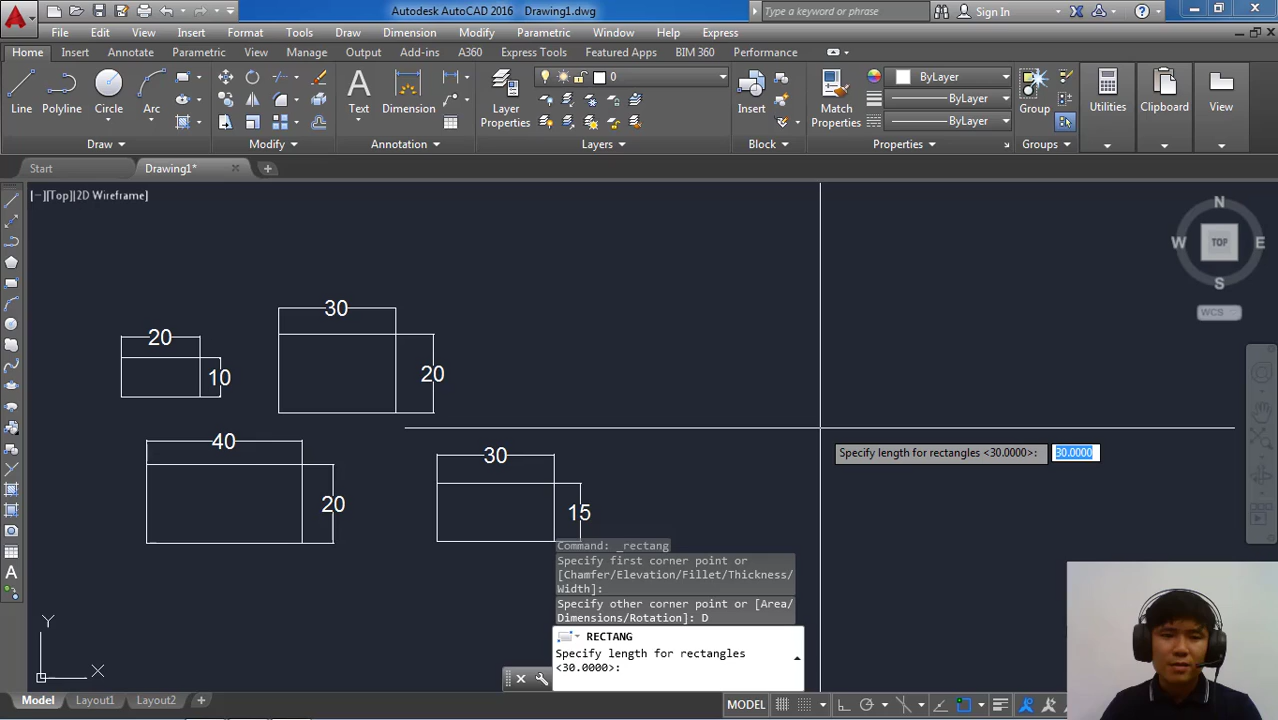 Autodesk AutoCAD 2016 Drawing1.dwg
Type a keyword or phrase
Sign In
File Edit View Insert Format Tools Draw Dimension Modify Parametric Window Help Express
Home Insert Annotate Parametric View Manage Output Add-ins A360 Express Tools Featured Apps BIM 360 Performance
0
ByLayer
ByLayer
ByLayer
Line Polyline Circle Arc
Text Dimension
Layer
Properties
Insert
Match
Properties
Group
Utilities
Clipboard
View
Draw Modify Annotation Layers Block Properties Groups
Start Drawing1*
[−][Top][2D Wireframe]
N
W TOP E
S
WCS
30
20
10
20
40
20
30
15
Specify length for rectangles <30.0000>: 30.0000
Command: _rectang
Specify first corner point or
[Chamfer/Elevation/Fillet/Thickness/
Width]:
Specify other corner point or [Area/
Dimensions/Rotation]: D
RECTANG
Specify length for rectangles
<30.0000>:
Y
X
Model Layout1 Layout2
MODEL